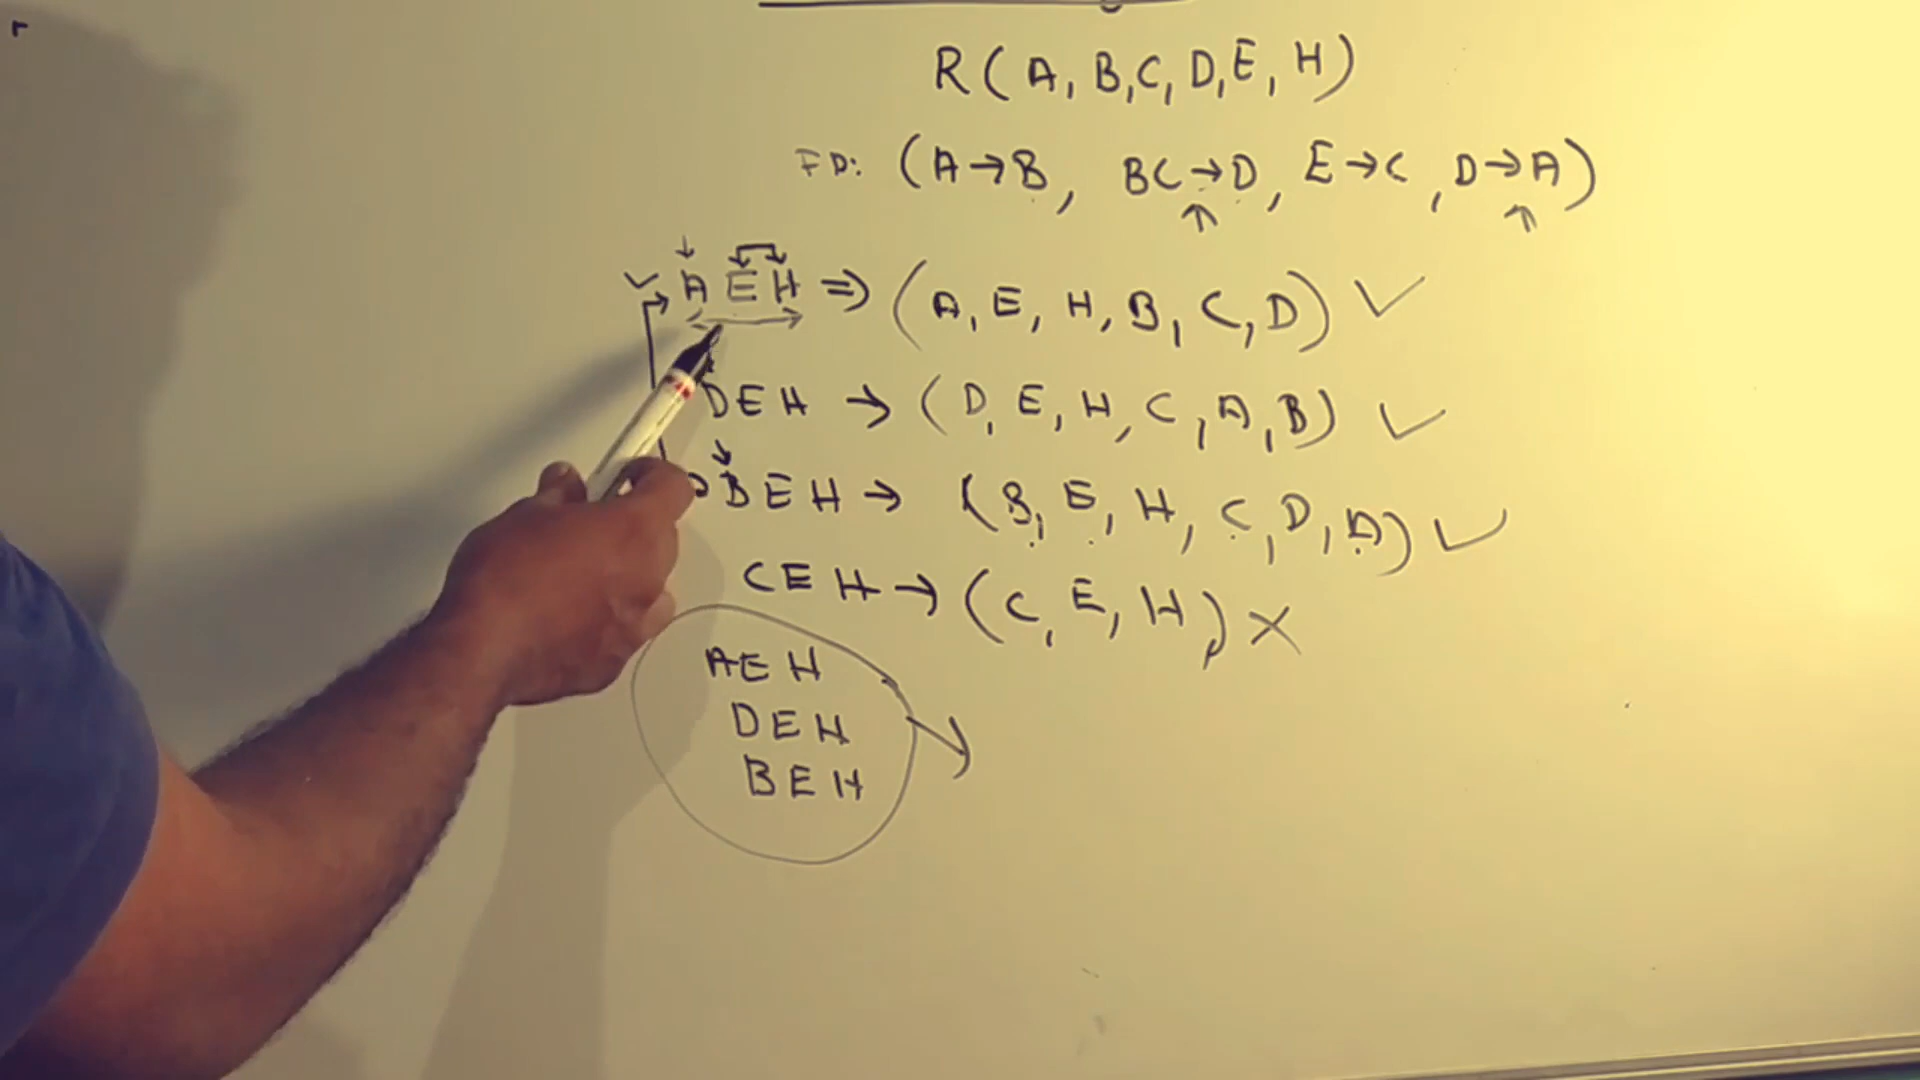 R(A, B, C, D, E, H)
FD: (A→B, BC→D, E→C, D→A)
AEH ⇒ (A, E, H, B, C, D) ✓
DEH → (D, E, H, C, A, B) ✓
BEH → (B, E, H, C, D, A) ✓
CEH → (C, E, H) ✗
AEH
DEH
BEH